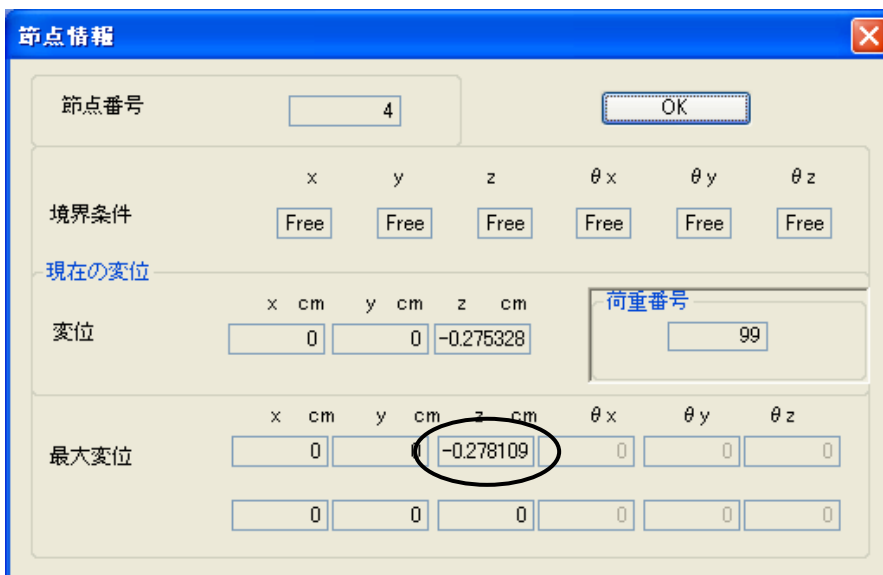 節点情報
節点番号 4 OK
x y z θx θy θz
境界条件 Free Free Free Free Free Free
現在の変位
x cm y cm z cm 荷重番号
変位 0 0 -0.275328 99
x cm y cm z cm θx θy θz
最大変位 0 0 -0.278109 0 0 0
0 0 0 0 0 0